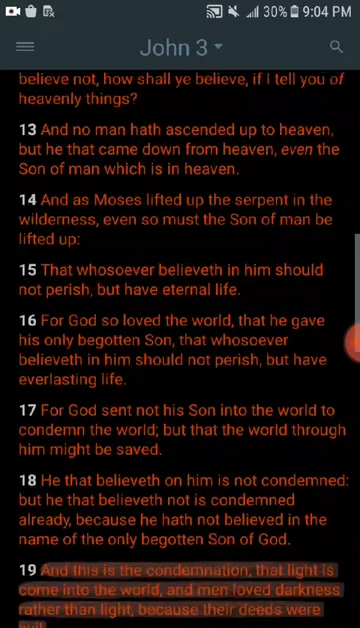 30% 9:04 PM
John 3
believe not, how shall ye believe, if I tell you of
heavenly things?
13 And no man hath ascended up to heaven,
but he that came down from heaven, even the
Son of man which is in heaven.
14 And as Moses lifted up the serpent in the
wilderness, even so must the Son of man be
lifted up:
15 That whosoever believeth in him should
not perish, but have eternal life.
16 For God so loved the world, that he gave
his only begotten Son, that whosoever
believeth in him should not perish, but have
everlasting life.
17 For God sent not his Son into the world to
condemn the world; but that the world through
him might be saved.
18 He that believeth on him is not condemned:
but he that believeth not is condemned
already, because he hath not believed in the
name of the only begotten Son of God.
19 And this is the condemnation, that light is
come into the world, and men loved darkness
rather than light, because their deeds were
evil.